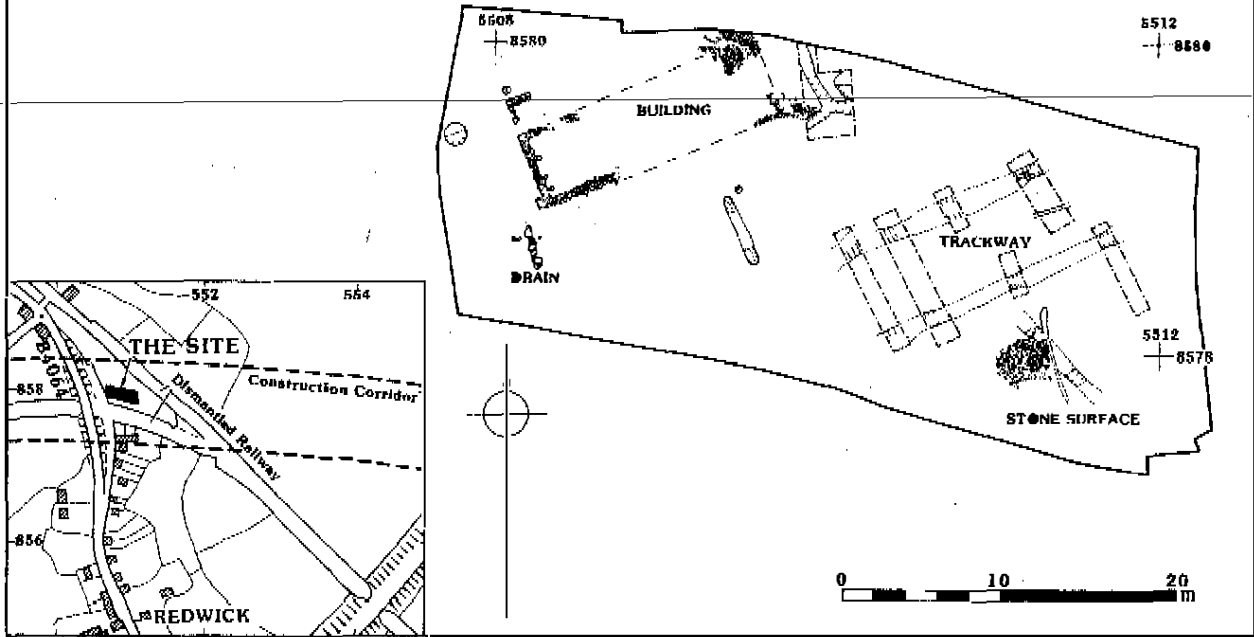 5508
8580
5512
8580
BUILDING
TRACKWAY
DRAIN
5512
8578
STONE SURFACE
0 10 20
m
552 554
THE SITE
B4064
858
Construction Corridor
Dismantled Railway
856
REDWICK